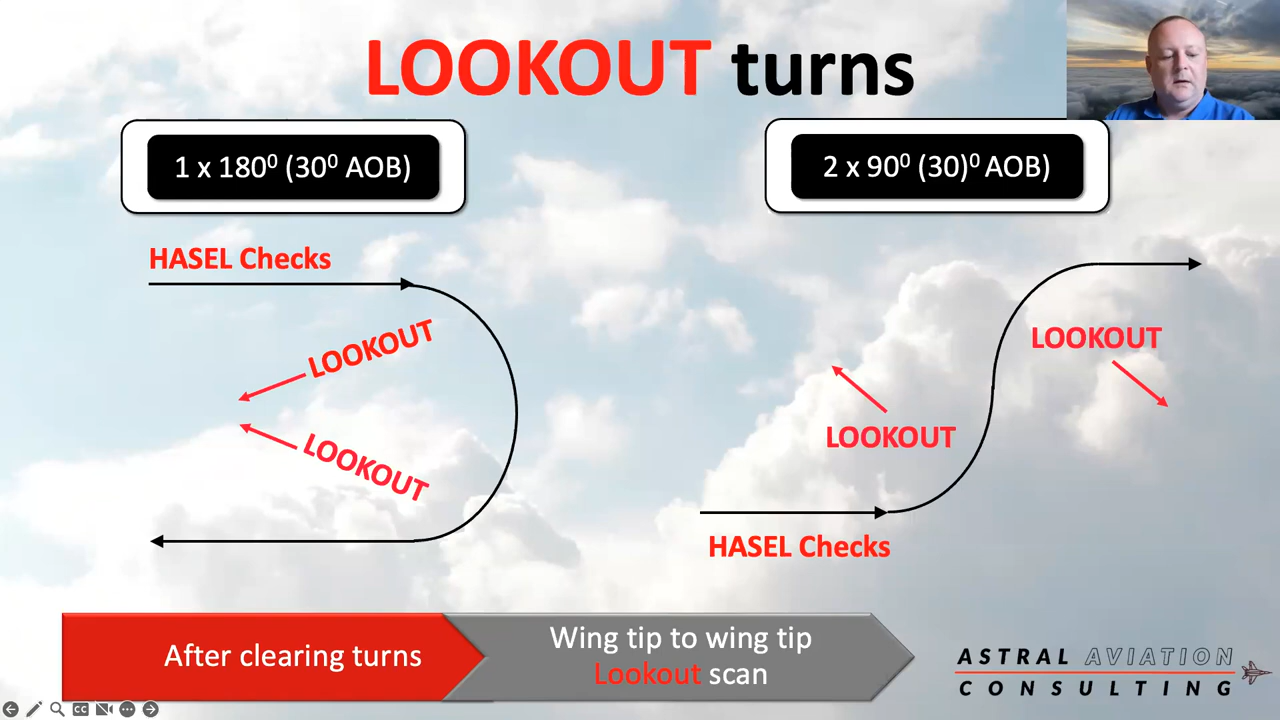 LOOKOUT turns
1 x 180⁰ (30⁰ AOB)
2 x 90⁰ (30)⁰ AOB)
HASEL Checks
LOOKOUT
LOOKOUT
LOOKOUT
LOOKOUT
HASEL Checks
After clearing turns
Wing tip to wing tip
Lookout scan
ASTRAL AVIATION
CONSULTING
CC